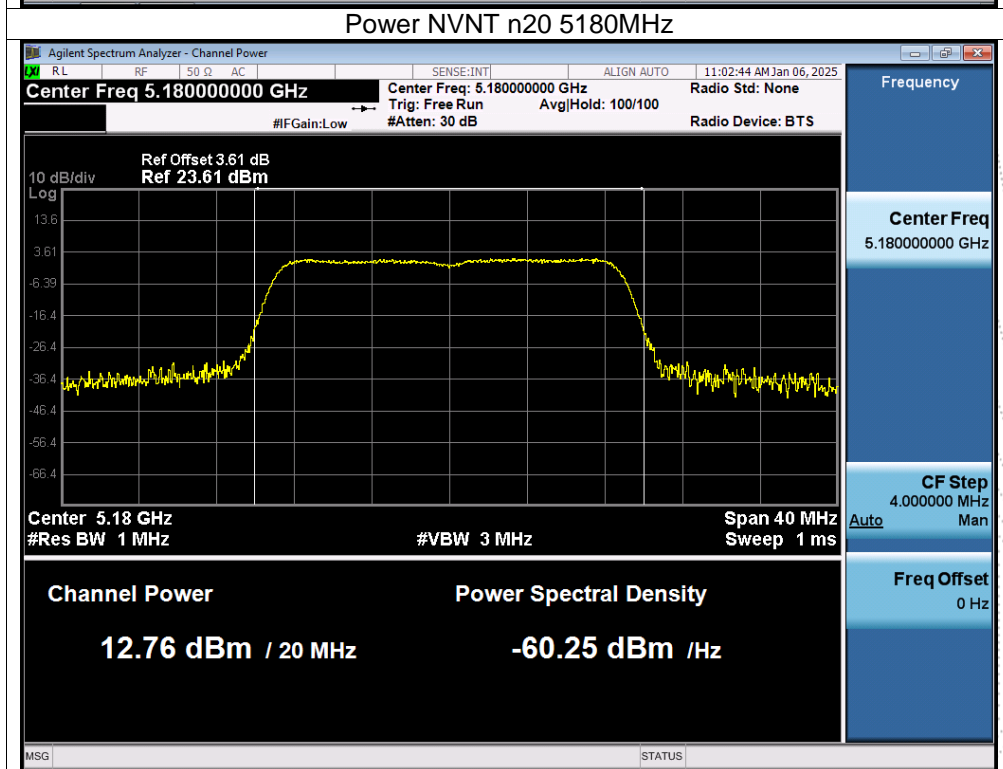 Power NVNT n20 5180MHz
Agilent Spectrum Analyzer - Channel Power
LXI RL RF 50 Ω AC SENSE:INT ALIGN AUTO 11:02:44 AM Jan 06, 2025
Center Freq 5.180000000 GHz
Center Freq: 5.180000000 GHz
Radio Std: None
Trig: Free Run Avg|Hold: 100/100
#IFGain:Low
#Atten: 30 dB
Radio Device: BTS
Ref Offset 3.61 dB
10 dB/div Ref 23.61 dBm
Log
13.6
3.61
-6.39
-16.4
-26.4
-36.4
-46.4
-56.4
-66.4
Center 5.18 GHz Span 40 MHz
#Res BW 1 MHz #VBW 3 MHz Sweep 1 ms
Channel Power Power Spectral Density
12.76 dBm / 20 MHz -60.25 dBm /Hz
MSG STATUS
Frequency
Center Freq
5.180000000 GHz
CF Step
4.000000 MHz
Auto Man
Freq Offset
0 Hz